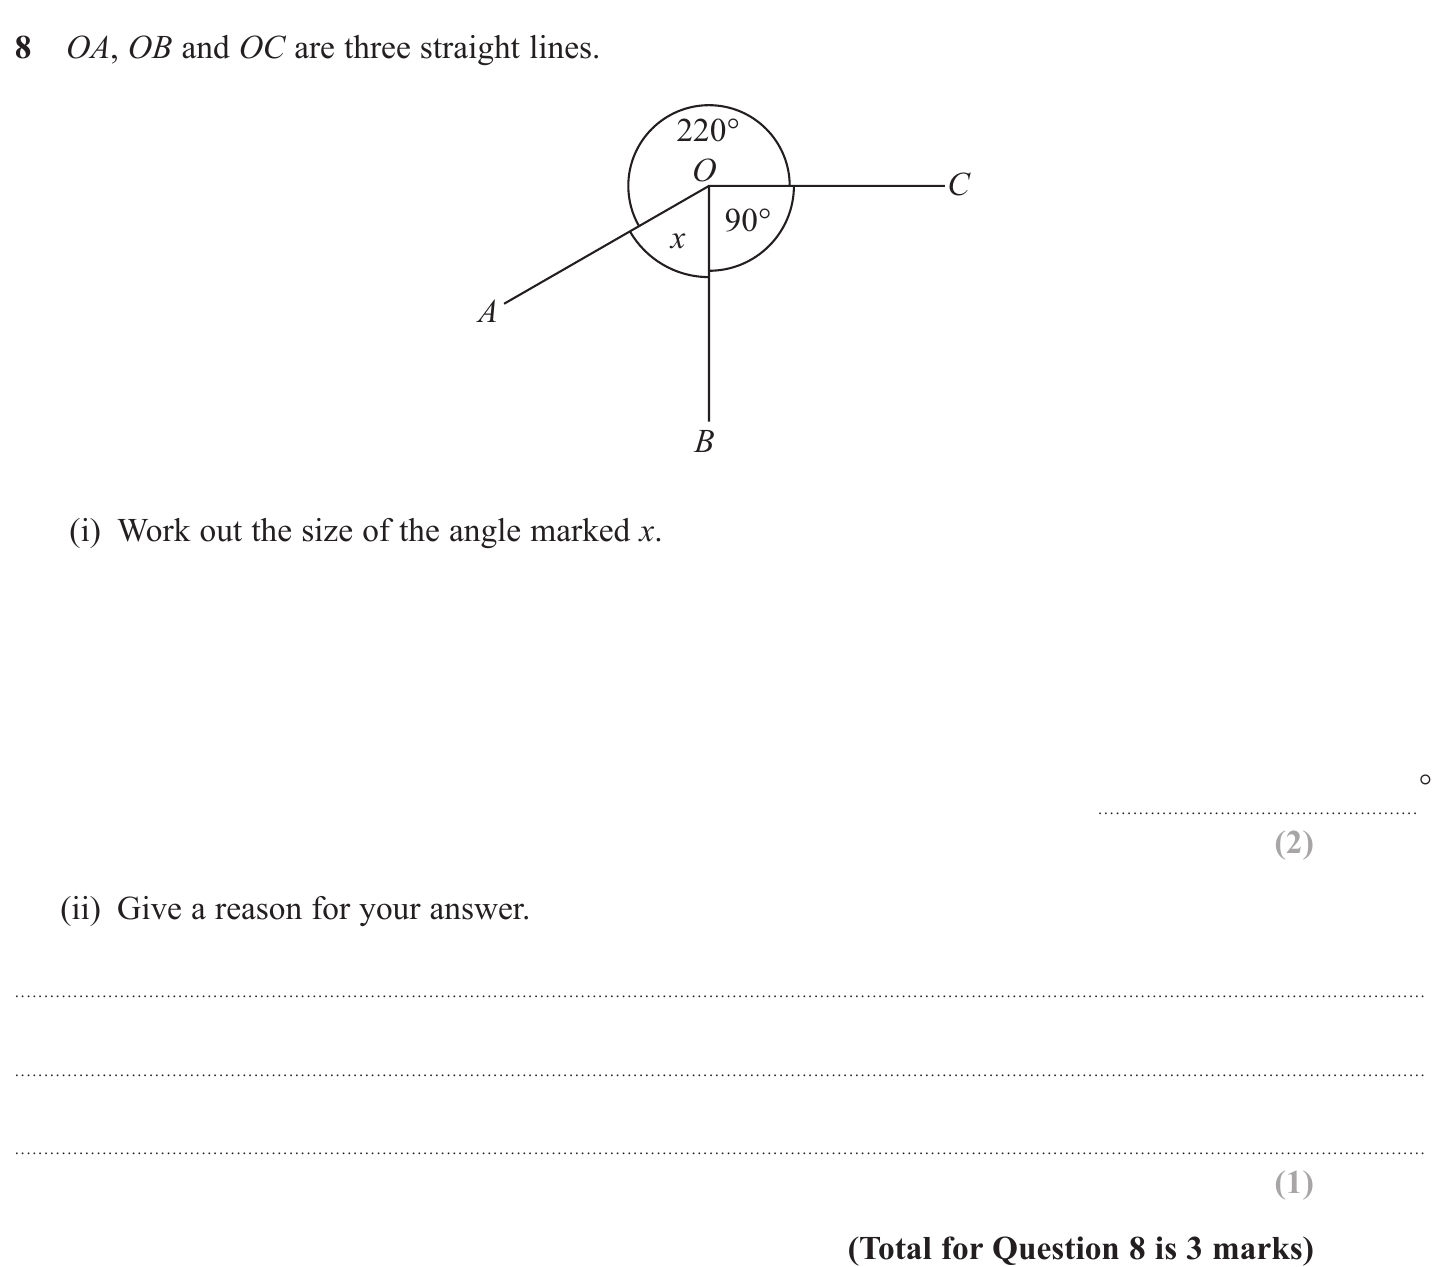 8 OA, OB and OC are three straight lines.
220°
O
C
90°
x
A
B
(i) Work out the size of the angle marked x.
°
(2)
(ii) Give a reason for your answer.
(1)
(Total for Question 8 is 3 marks)